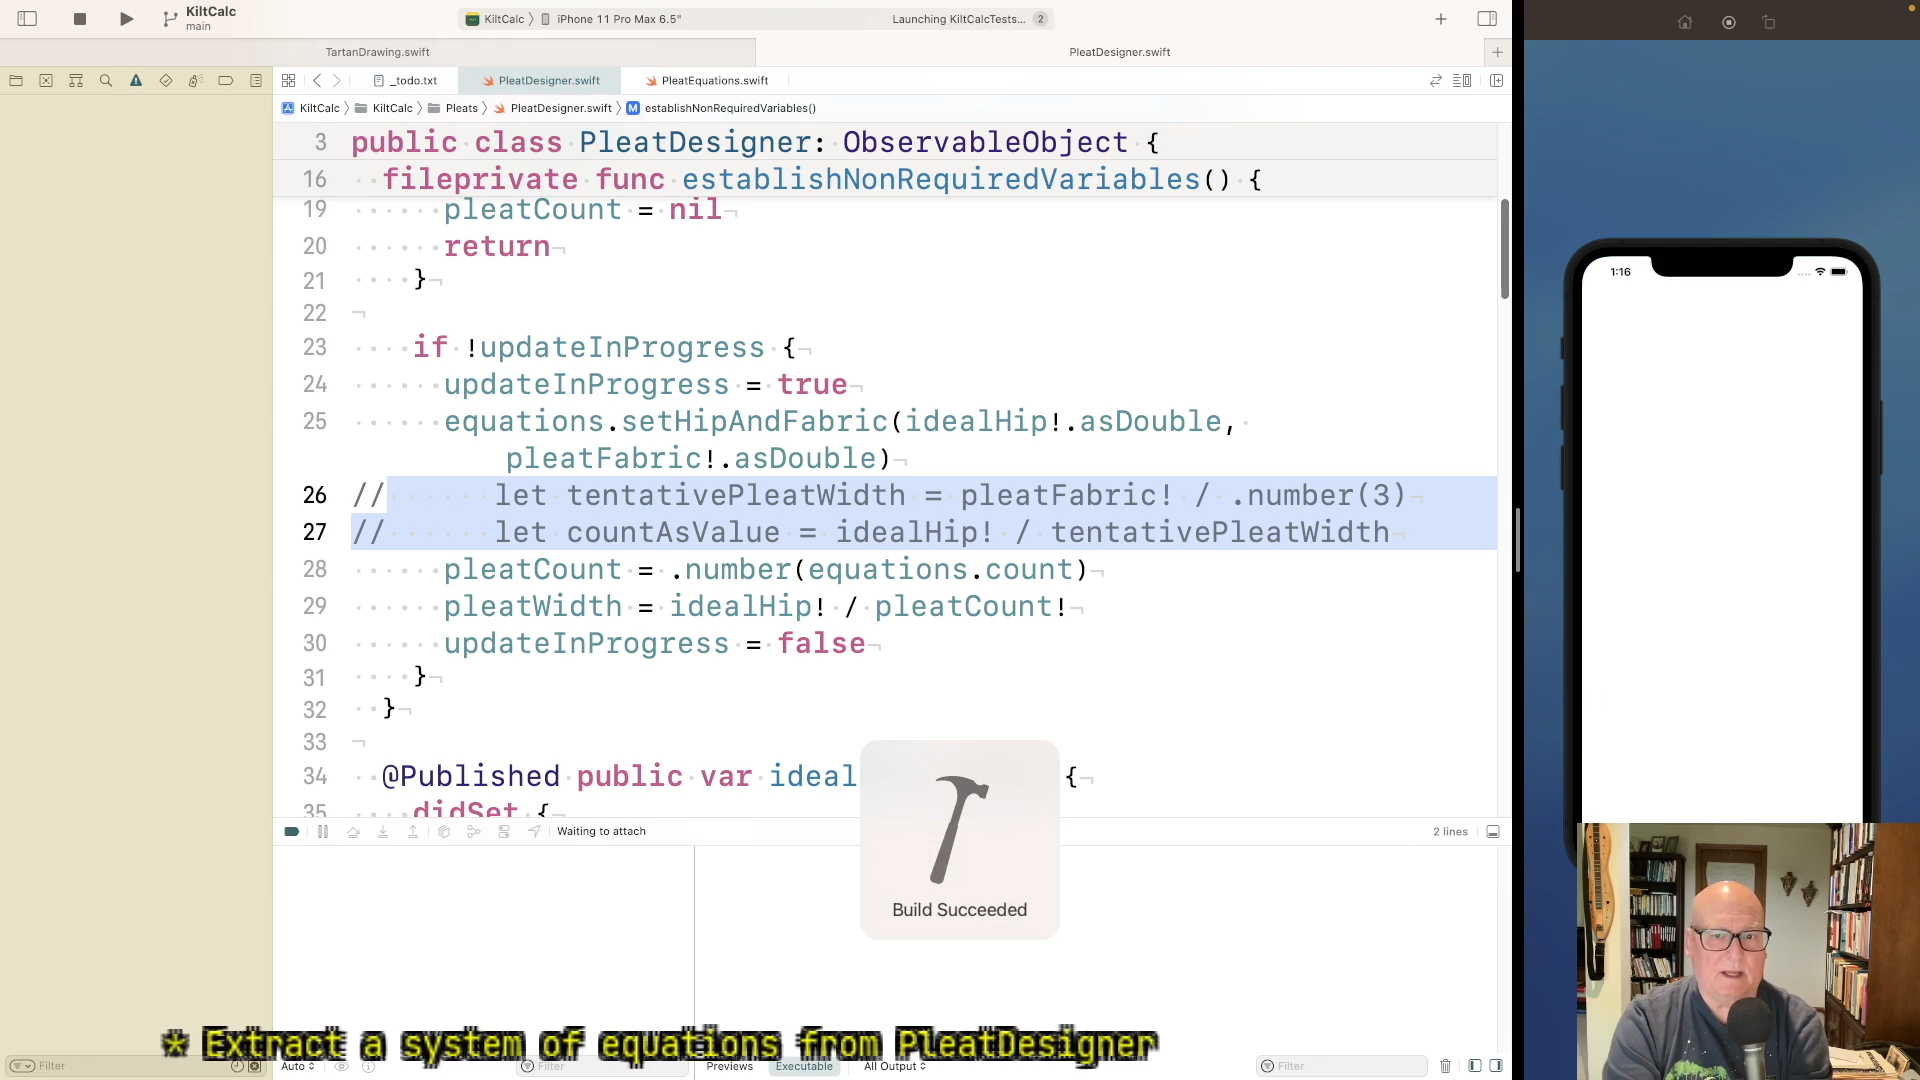 KiltCalc
main
KiltCalc 〉 iPhone 11 Pro Max 6.5"
Launching KiltCalcTests... 2
TartanDrawing.swift
PleatDesigner.swift
_todo.txt
PleatDesigner.swift
PleatEquations.swift
KiltCalc 〉 KiltCalc 〉 Pleats 〉 PleatDesigner.swift 〉 M establishNonRequiredVariables()
3 public class PleatDesigner: ObservableObject {
16 fileprivate func establishNonRequiredVariables() {
19 pleatCount = nil
20 return
21 }
22
23 if !updateInProgress {
24 updateInProgress = true
25 equations.setHipAndFabric(idealHip!.asDouble,
pleatFabric!.asDouble)
26 // let tentativePleatWidth = pleatFabric! / .number(3)
27 // let countAsValue = idealHip! / tentativePleatWidth
28 pleatCount = .number(equations.count)
29 pleatWidth = idealHip! / pleatCount!
30 updateInProgress = false
31 }
32 }
33
34 @Published public var ideal {
35 didSet {
Build Succeeded
Waiting to attach
2 lines
1:16
* Extract a system of equations from PleatDesigner
Filter
Auto
Filter
Previews
Executable
All Output
Filter